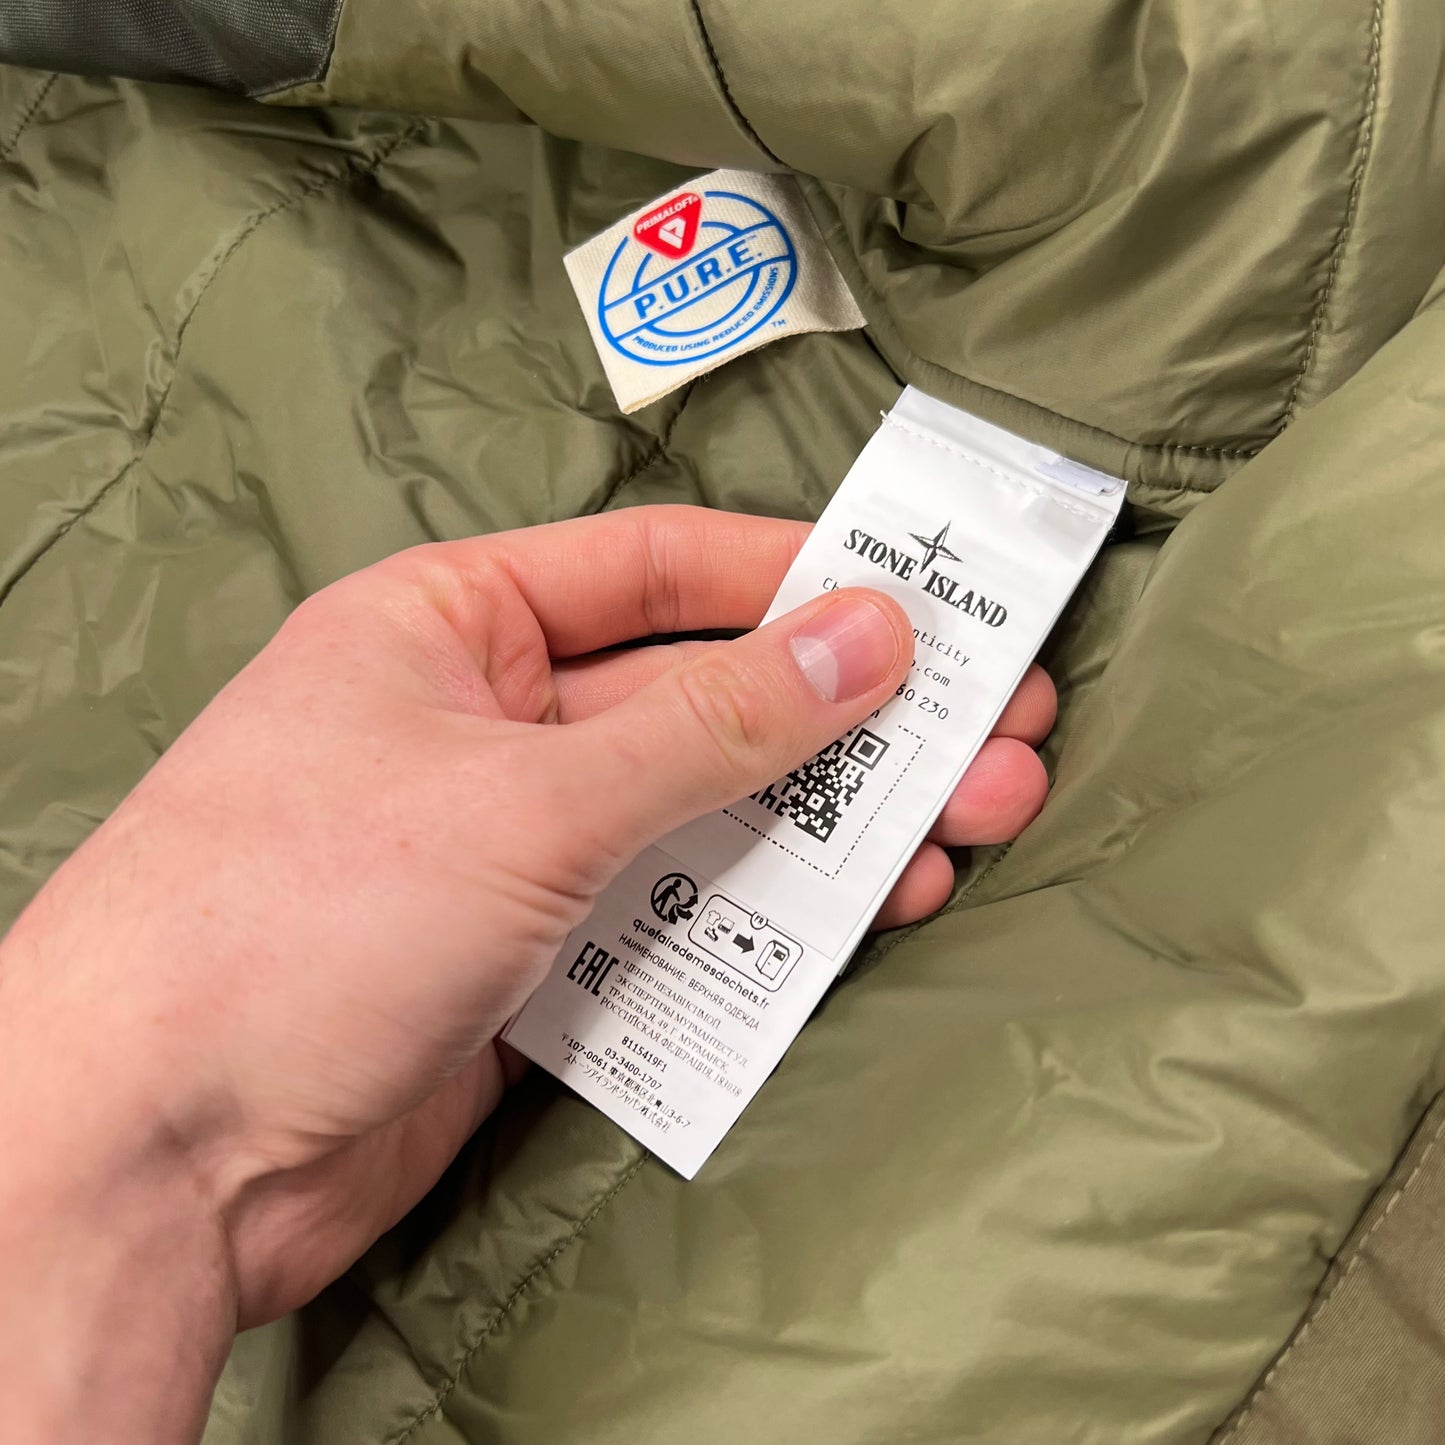 PRIMALOFT®
P.U.R.E.™
PRODUCED USING REDUCED EMISSIONS
TM
STONE ISLAND
.com
60 230
FR
quefairedemesdechets.fr
НАИМЕНОВАНИЕ: ВЕРХНЯЯ ОДЕЖДА
EAC
ЦЕНТР НЕЗАВИСИМОЙ
ЭКСПЕРТИЗЫ МУРМАНТЕСТ УЛ.
ТРАЛОВАЯ, 49, Г. МУРМАНСК,
РОССИЙСКАЯ ФЕДЕРАЦИЯ, 183038
8115419F1
03-3400-1707
〒107-0061 東京都港区北青山3-6-7
ストーンアイランドジャパン株式会社